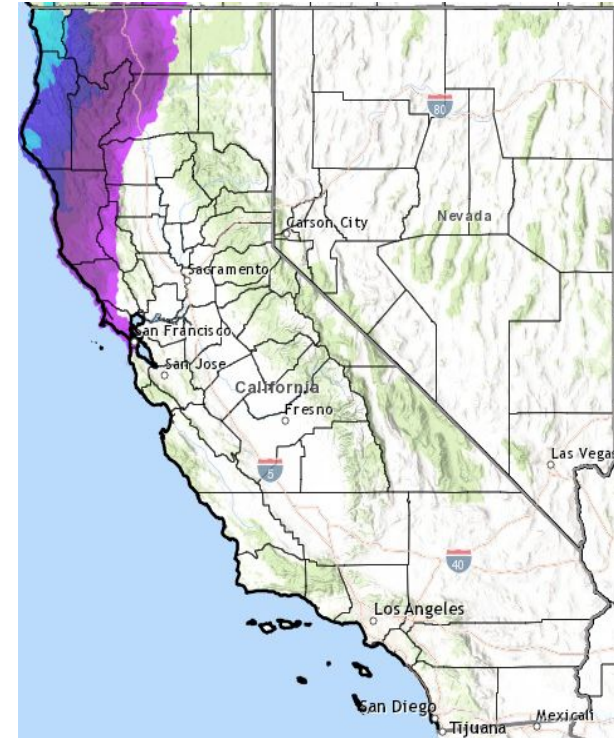 80
Carson City
Nevada
Sacramento
San Francisco
San Jose
California
Fresno
Las Vegas
5
40
Los Angeles
San Diego
Mexicali
Tijuana